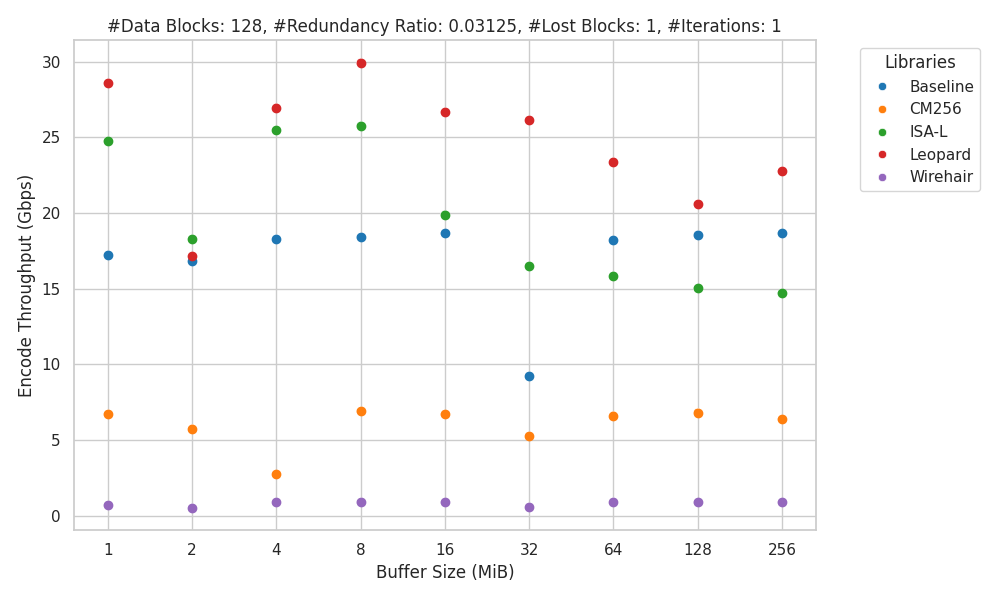 #Data Blocks: 128, #Redundancy Ratio: 0.03125, #Lost Blocks: 1, #Iterations: 1
Encode Throughput (Gbps)
30
25
20
15
10
5
0
1 2 4 8 16 32 64 128 256
Buffer Size (MiB)
Libraries
Baseline
CM256
ISA-L
Leopard
Wirehair